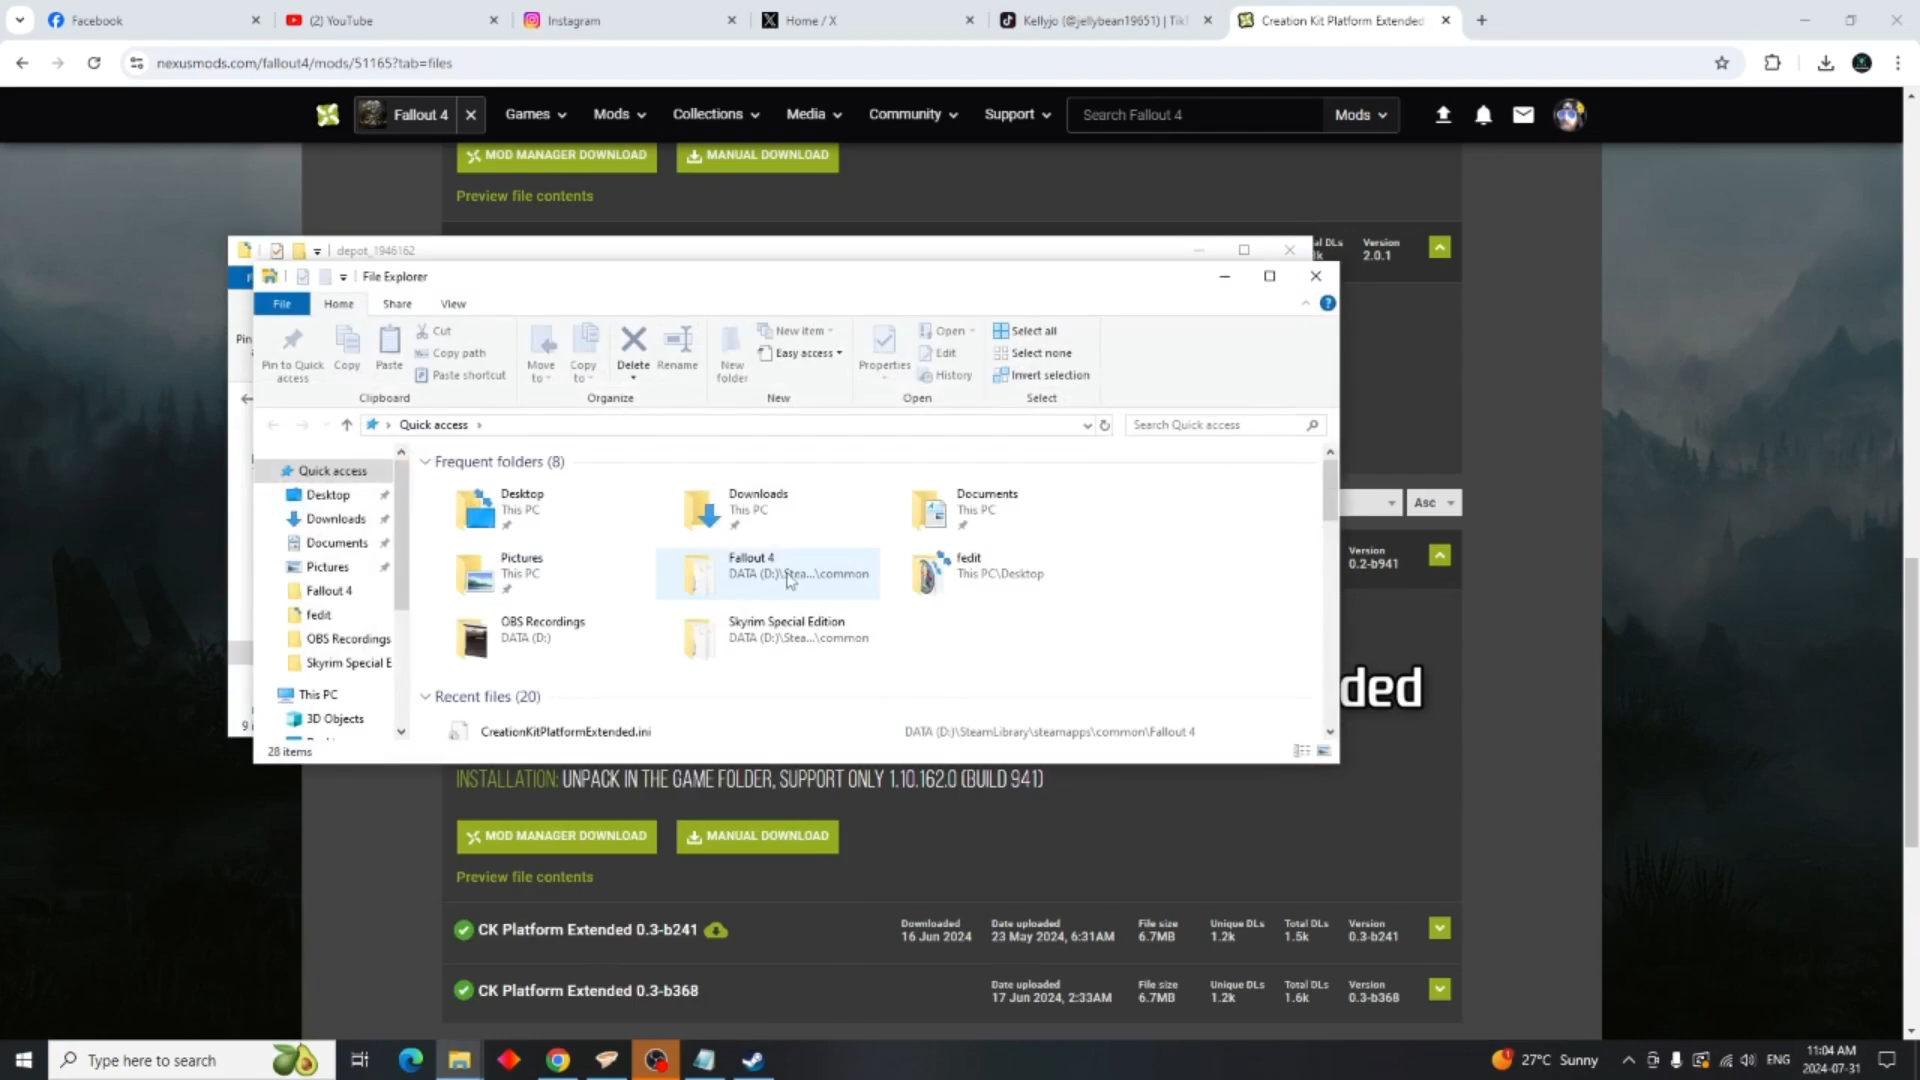 Facebook
(2) YouTube
Instagram
Home / X
Kellyjo (@jellybean19651) | TikT
Creation Kit Platform Extended
nexusmods.com/fallout4/mods/51165?tab=files
Fallout 4
Games
Mods
Collections
Media
Community
Support
Search Fallout 4
Mods
MOD MANAGER DOWNLOAD
MANUAL DOWNLOAD
Preview file contents
depot_1946162
al DLs
Version
2.0.1
File Explorer
File
Home
Share
View
Pin to Quick access
Copy
Paste
Cut
Copy path
Paste shortcut
Clipboard
Move to
Copy to
Delete
Rename
Organize
New folder
New item
Easy access
New
Properties
Open
Edit
History
Open
Select all
Select none
Invert selection
Select
Quick access
Search Quick access
Quick access
Desktop
Downloads
Documents
Pictures
Fallout 4
fedit
OBS Recordings
Skyrim Special E
This PC
3D Objects
Frequent folders (8)
Desktop
This PC
Downloads
This PC
Documents
This PC
Pictures
This PC
Fallout 4
DATA (D:)\Stea...\common
fedit
This PC\Desktop
OBS Recordings
DATA (D:)
Skyrim Special Edition
DATA (D:)\Stea...\common
Recent files (20)
CreationKitPlatformExtended.ini
DATA (D:)\SteamLibrary\steamapps\common\Fallout 4
28 items
Asc
Version
0.2-b941
ded
INSTALLATION: UNPACK IN THE GAME FOLDER, SUPPORT ONLY 1.10.162.0 (BUILD 941)
MOD MANAGER DOWNLOAD
MANUAL DOWNLOAD
Preview file contents
CK Platform Extended 0.3-b241
Downloaded
16 Jun 2024
Date uploaded
23 May 2024, 6:31AM
File size
6.7MB
Unique DLs
1.2k
Total DLs
1.5k
Version
0.3-b241
CK Platform Extended 0.3-b368
Date uploaded
17 Jun 2024, 2:33AM
File size
6.7MB
Unique DLs
1.2k
Total DLs
1.6k
Version
0.3-b368
Type here to search
27°C Sunny
ENG
11:04 AM
2024-07-31